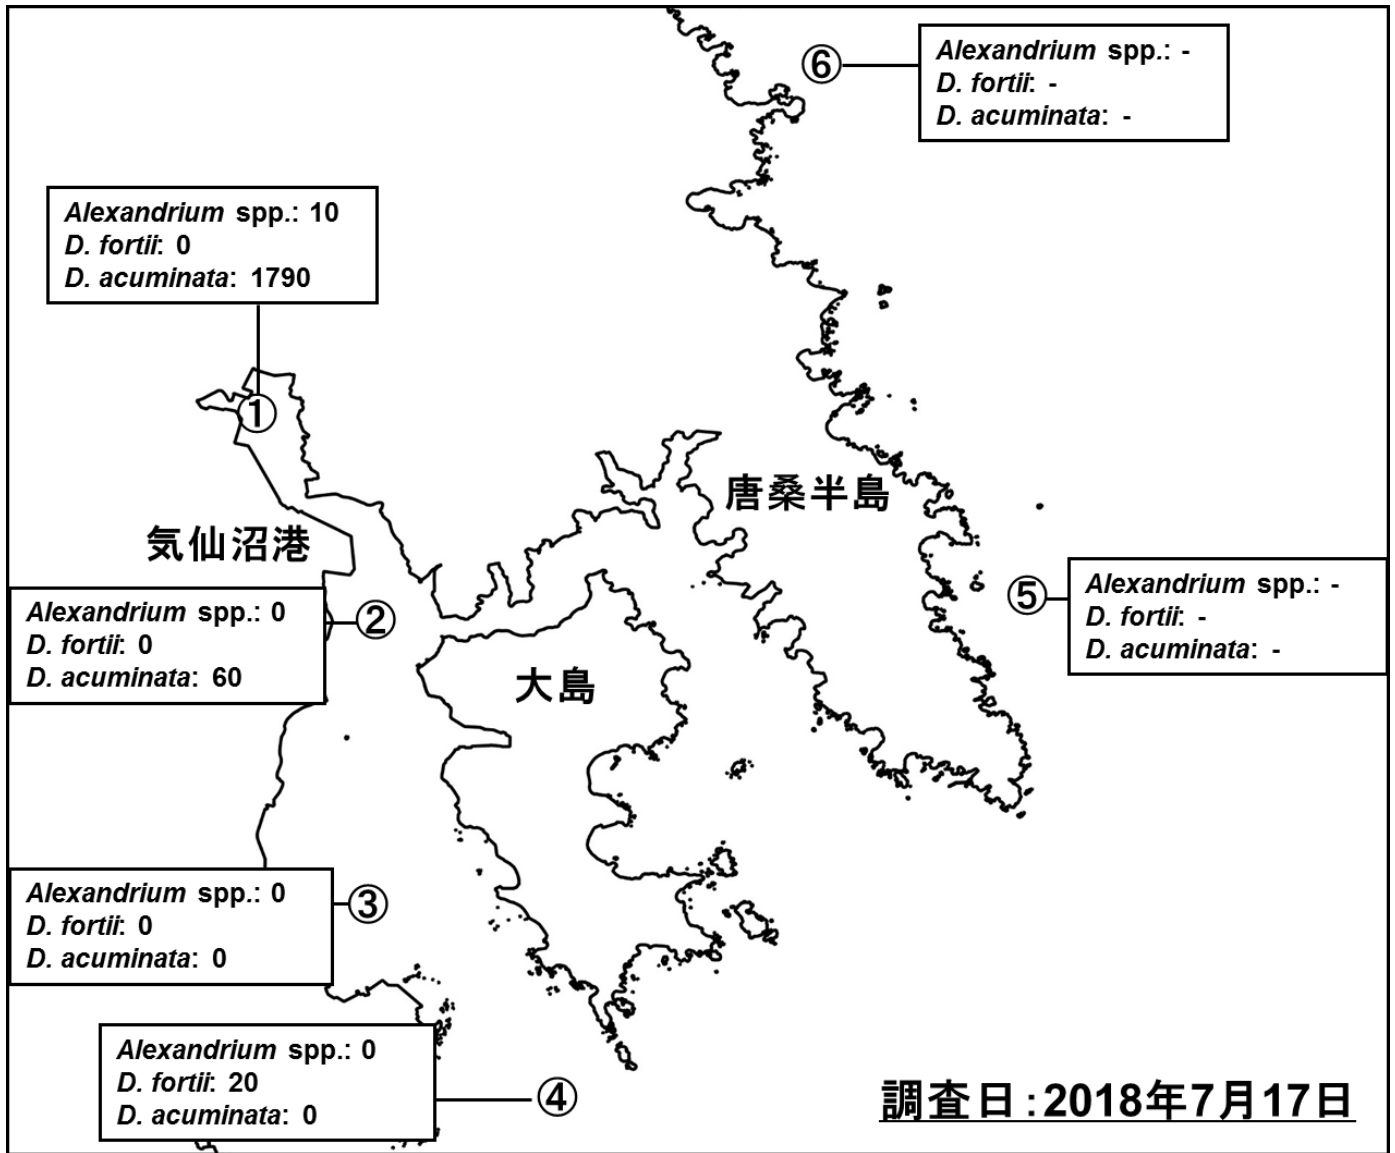 ⑥
Alexandrium spp.: -
D. fortii: -
D. acuminata: -
Alexandrium spp.: 10
D. fortii: 0
D. acuminata: 1790
①
唐桑半島
気仙沼港
Alexandrium spp.: 0
D. fortii: 0
D. acuminata: 60
②
⑤
Alexandrium spp.: -
D. fortii: -
D. acuminata: -
大島
Alexandrium spp.: 0
D. fortii: 0
D. acuminata: 0
③
Alexandrium spp.: 0
D. fortii: 20
D. acuminata: 0
④
調査日:2018年7月17日